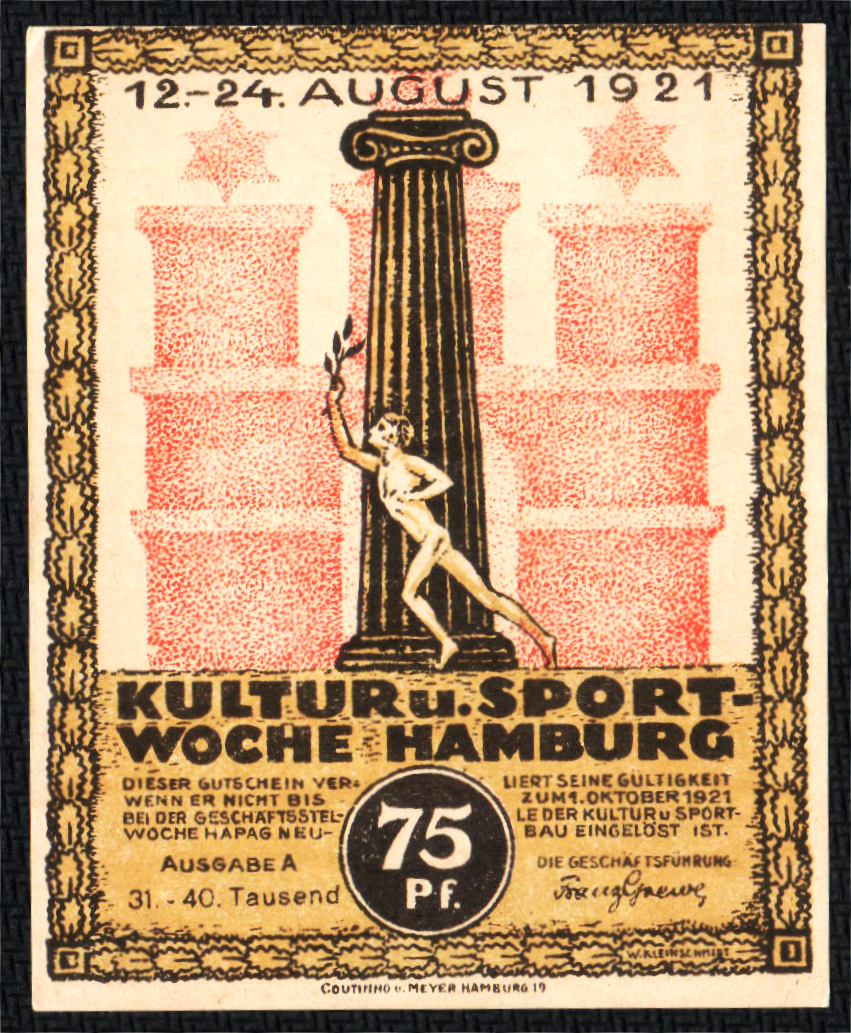 12.-24. AUGUST 1921
KULTUR u. SPORT-
WOCHE HAMBURG
DIESER GUTSCHEIN VER-
LIERT SEINE GÜLTIGKEIT
WENN ER NICHT BIS
ZUM 1. OKTOBER 1921
BEI DER GESCHÄFTSSTEL-
LE DER KULTUR u SPORT-
WOCHE HAPAG NEU-
BAU EINGELÖST IST.
75
Pf.
AUSGABE A
31. - 40. Tausend
DIE GESCHÄFTSFÜHRUNG:
W. KLEINSCHMIDT
COUTINHO u. MEYER HAMBURG 19